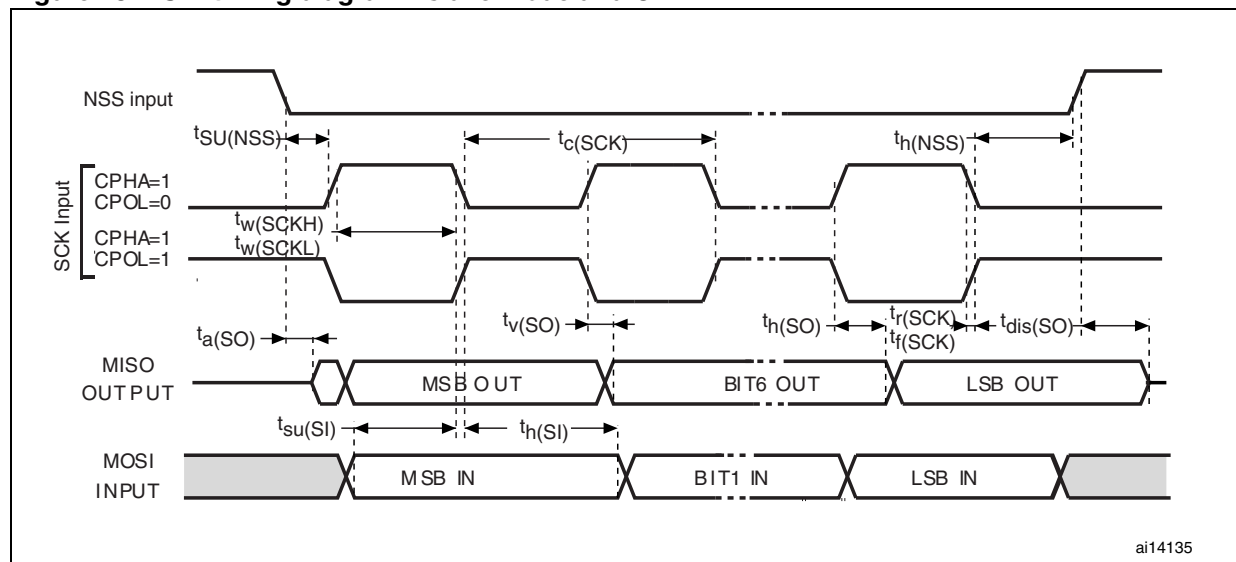 NSS input
tSU(NSS)
tc(SCK)
th(NSS)
SCK Input
CPHA=1
CPOL=0
tw(SCKH)
tw(SCKL)
CPHA=1
CPOL=1
ta(SO)
tv(SO)
th(SO)
tr(SCK)
tf(SCK)
tdis(SO)
MISO
OUTPUT
MSB OUT
BIT6 OUT
LSB OUT
tsu(SI)
th(SI)
MOSI
INPUT
MSB IN
BIT1 IN
LSB IN
ai14135